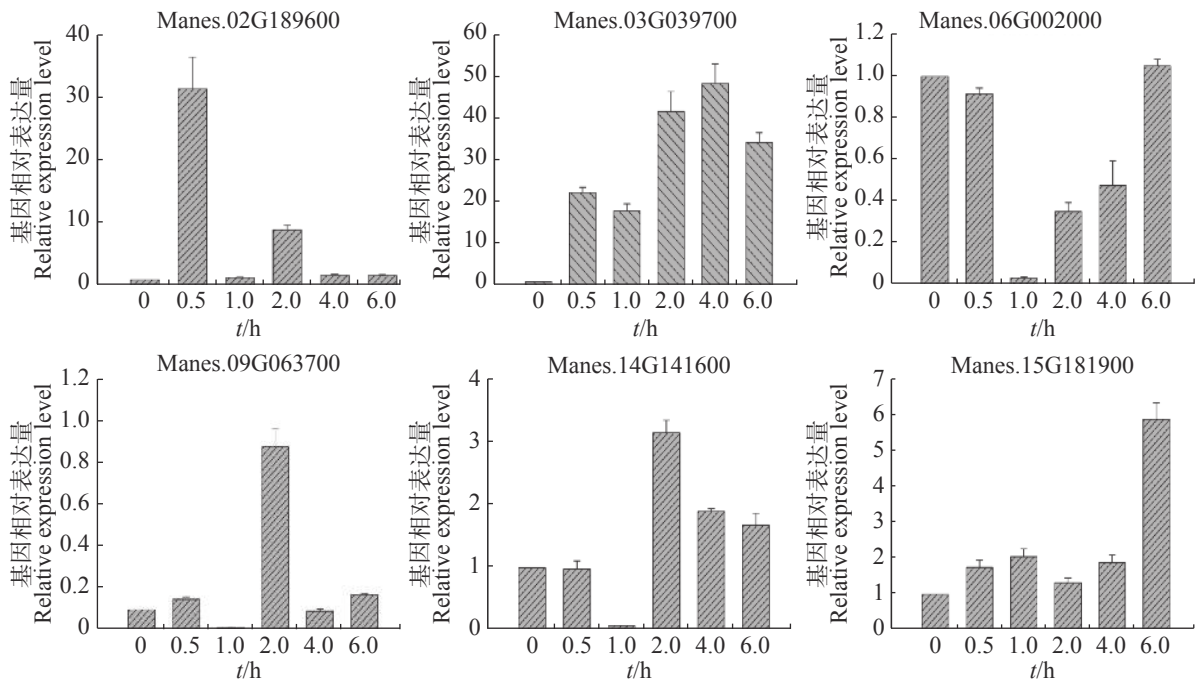 Manes.02G189600
基因相对表达量
Relative expression level
40
30
20
10
0
0 0.5 1.0 2.0 4.0 6.0
t/h
Manes.03G039700
基因相对表达量
Relative expression level
60
50
40
30
20
10
0
0 0.5 1.0 2.0 4.0 6.0
t/h
Manes.06G002000
基因相对表达量
Relative expression level
1.2
1.0
0.8
0.6
0.4
0.2
0
0 0.5 1.0 2.0 4.0 6.0
t/h
Manes.09G063700
基因相对表达量
Relative expression level
1.2
1.0
0.8
0.6
0.4
0.2
0
0 0.5 1.0 2.0 4.0 6.0
t/h
Manes.14G141600
基因相对表达量
Relative expression level
4
3
2
1
0
0 0.5 1.0 2.0 4.0 6.0
t/h
Manes.15G181900
基因相对表达量
Relative expression level
7
6
5
4
3
2
1
0
0 0.5 1.0 2.0 4.0 6.0
t/h